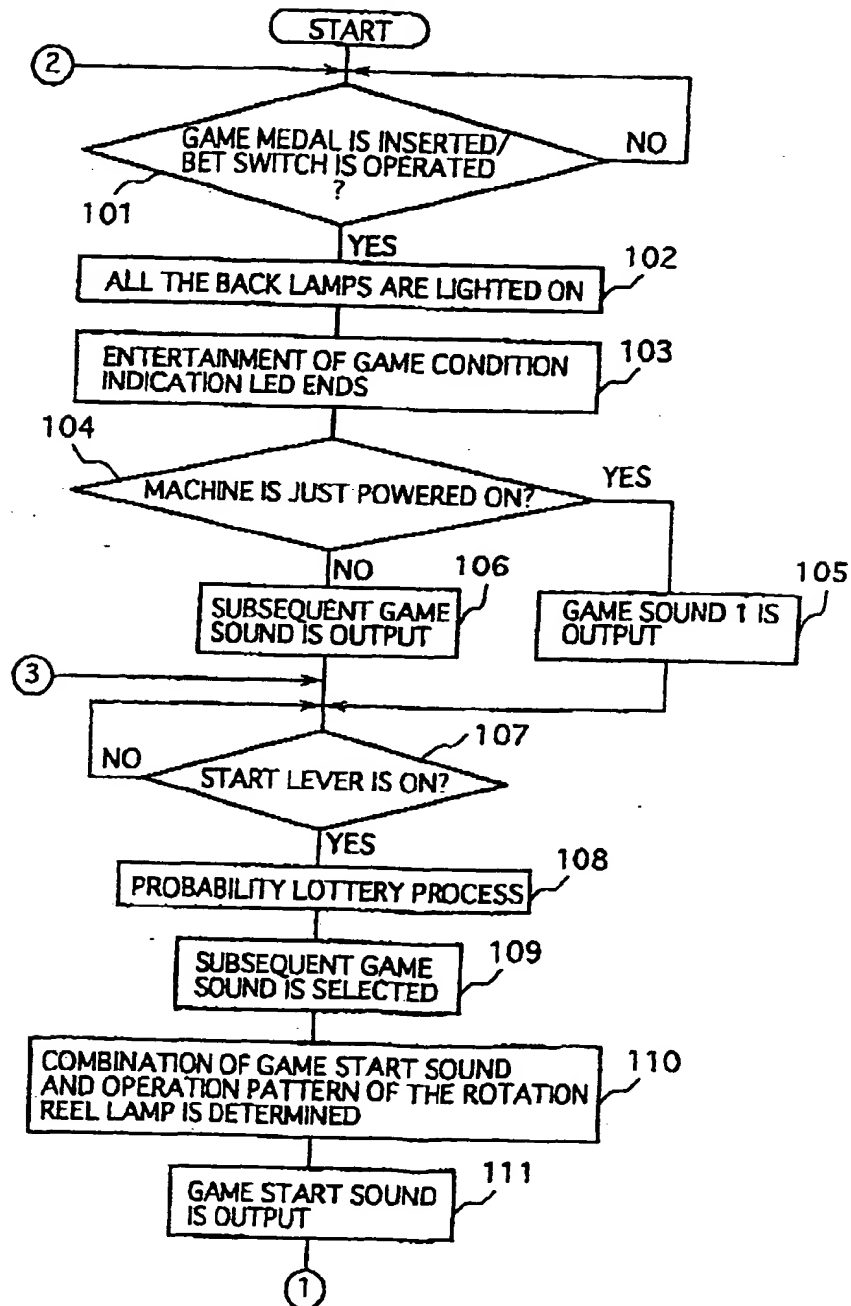 START
2
GAME MEDAL IS INSERTED/
BET SWITCH IS OPERATED
?
NO
101
YES
102
ALL THE BACK LAMPS ARE LIGHTED ON
103
ENTERTAINMENT OF GAME CONDITION
INDICATION LED ENDS
104
MACHINE IS JUST POWERED ON?
YES
NO
106
105
SUBSEQUENT GAME
SOUND IS OUTPUT
GAME SOUND 1 IS
OUTPUT
3
107
NO
START LEVER IS ON?
YES
108
PROBABILITY LOTTERY PROCESS
109
SUBSEQUENT GAME
SOUND IS SELECTED
110
COMBINATION OF GAME START SOUND
AND OPERATION PATTERN OF THE ROTATION
REEL LAMP IS DETERMINED
111
GAME START SOUND
IS OUTPUT
1